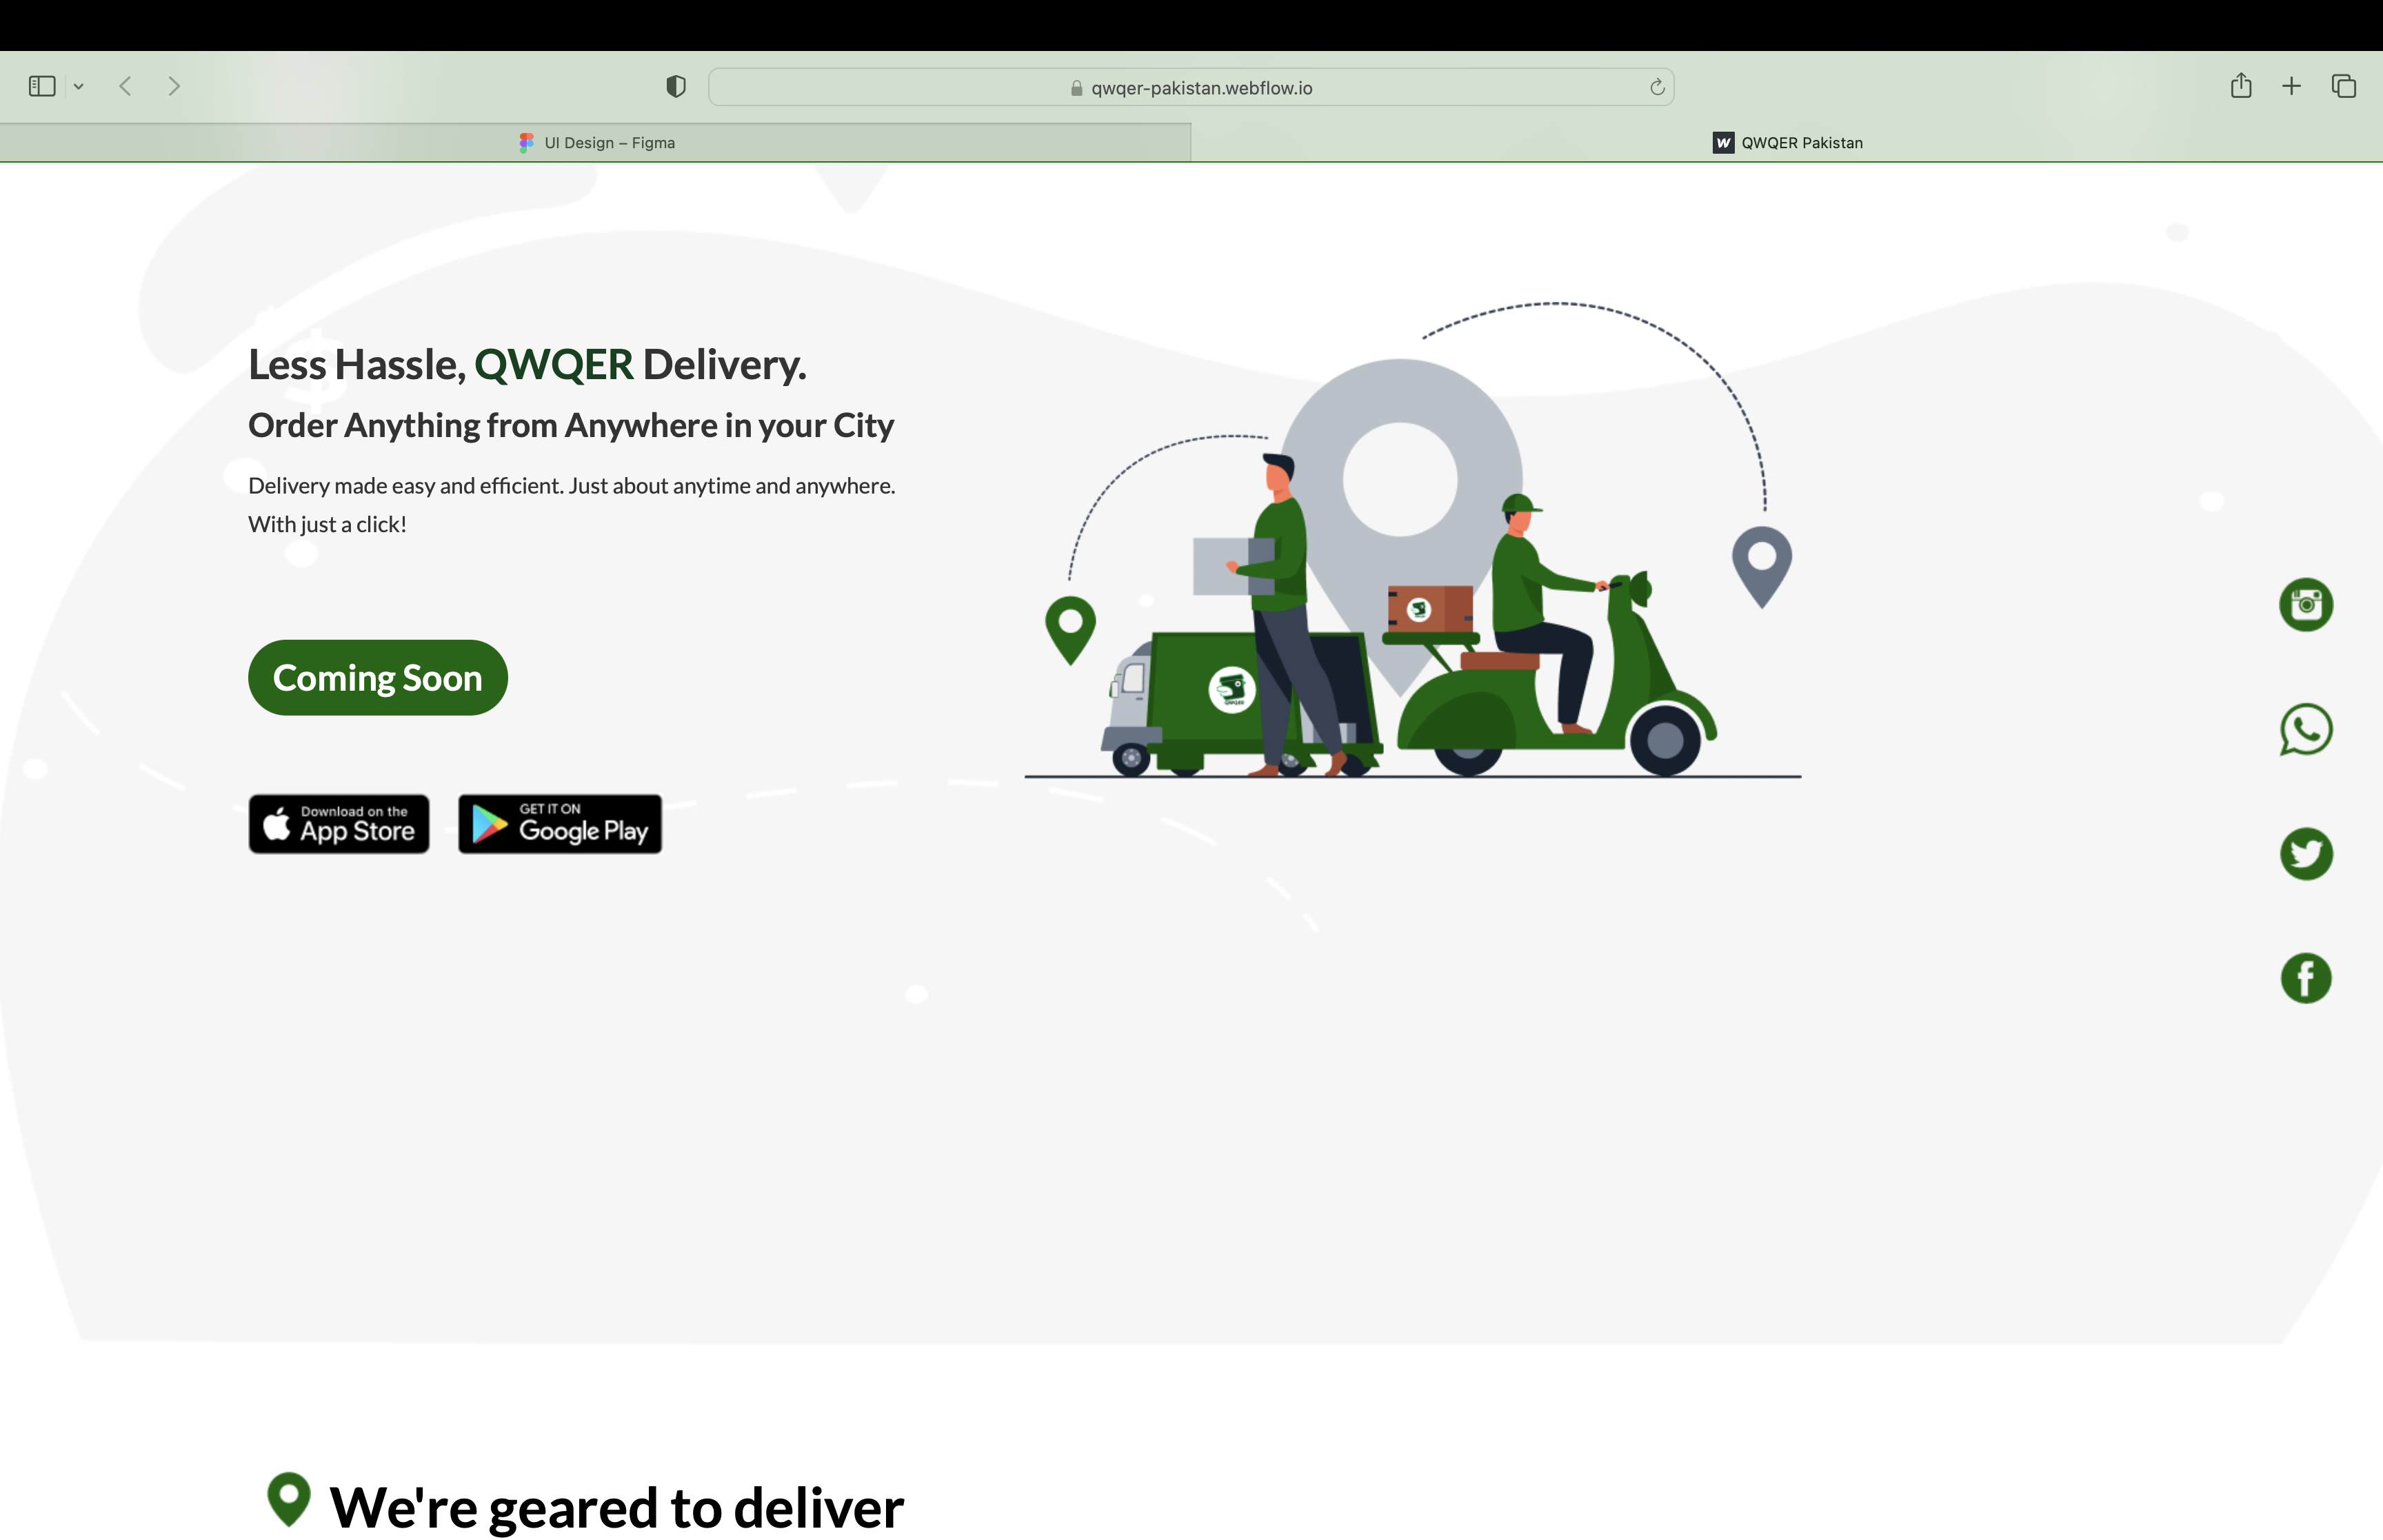 qwqer-pakistan.webflow.io
UI Design – Figma
QWQER Pakistan
Less Hassle, QWQER Delivery.
Order Anything from Anywhere in your City
Delivery made easy and efficient. Just about anytime and anywhere.
With just a click!
Coming Soon
Download on the
App Store
GET IT ON
Google Play
QWQER
We're geared to deliver